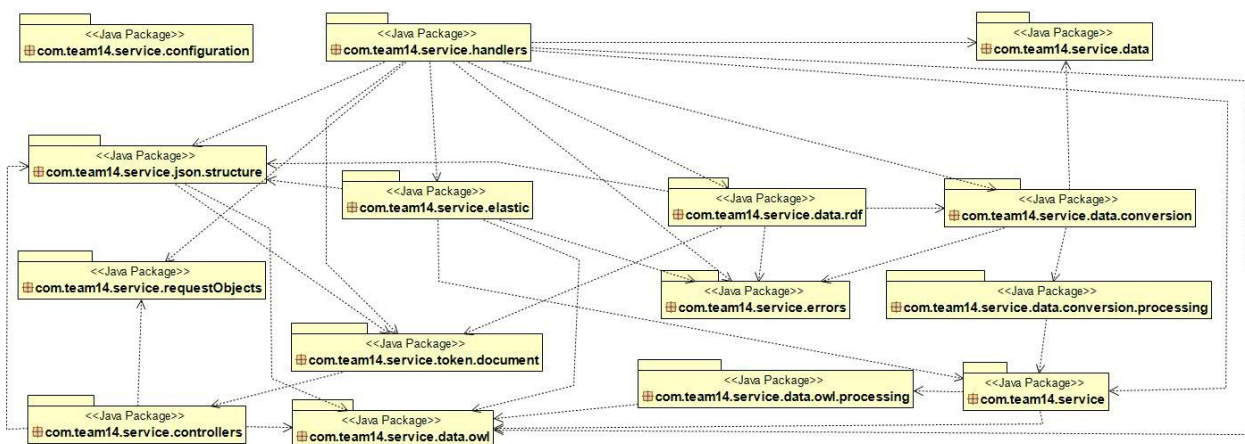 <<Java Package>>
com.team14.service.configuration
<<Java Package>>
com.team14.service.handlers
<<Java Package>>
com.team14.service.data
<<Java Package>>
com.team14.service.json.structure
<<Java Package>>
com.team14.service.elastic
<<Java Package>>
com.team14.service.data.rdf
<<Java Package>>
com.team14.service.data.conversion
<<Java Package>>
com.team14.service.requestObjects
<<Java Package>>
com.team14.service.errors
<<Java Package>>
com.team14.service.data.conversion.processing
<<Java Package>>
com.team14.service.token.document
<<Java Package>>
com.team14.service.data.owl.processing
<<Java Package>>
com.team14.service
<<Java Package>>
com.team14.service.controllers
<<Java Package>>
com.team14.service.data.owl